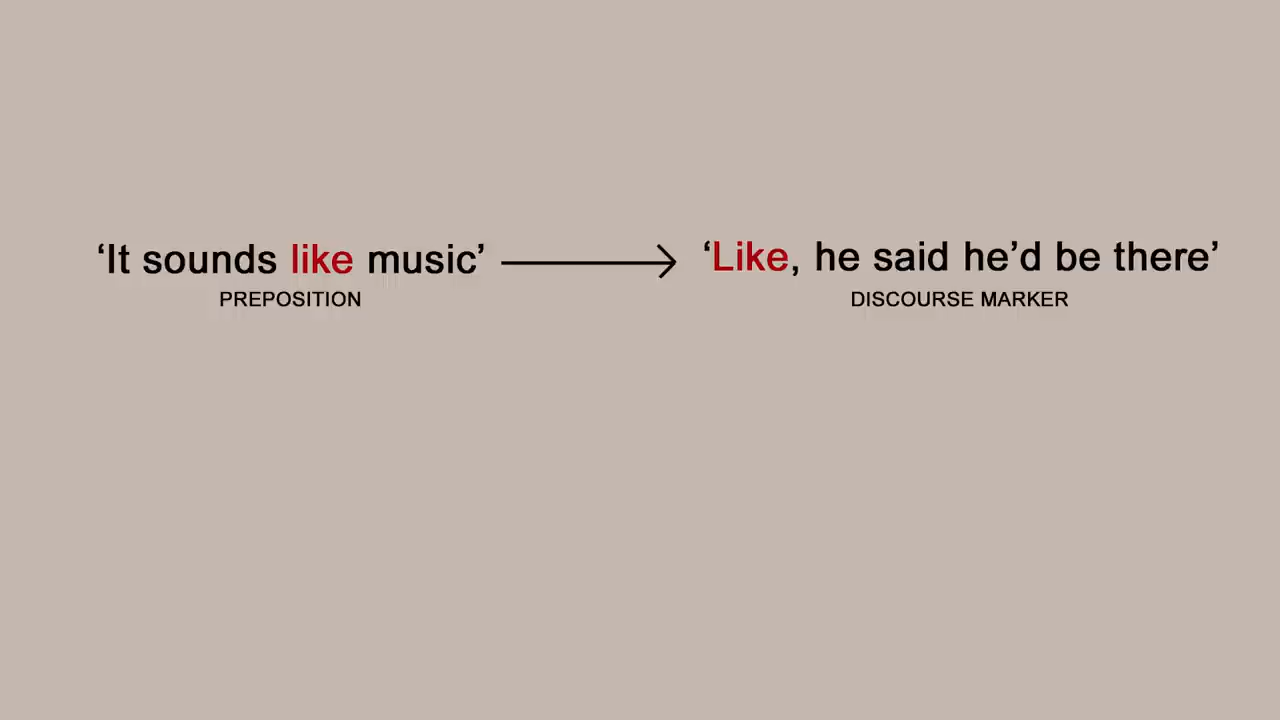 ‘It sounds like music’
PREPOSITION
‘Like, he said he’d be there’
DISCOURSE MARKER